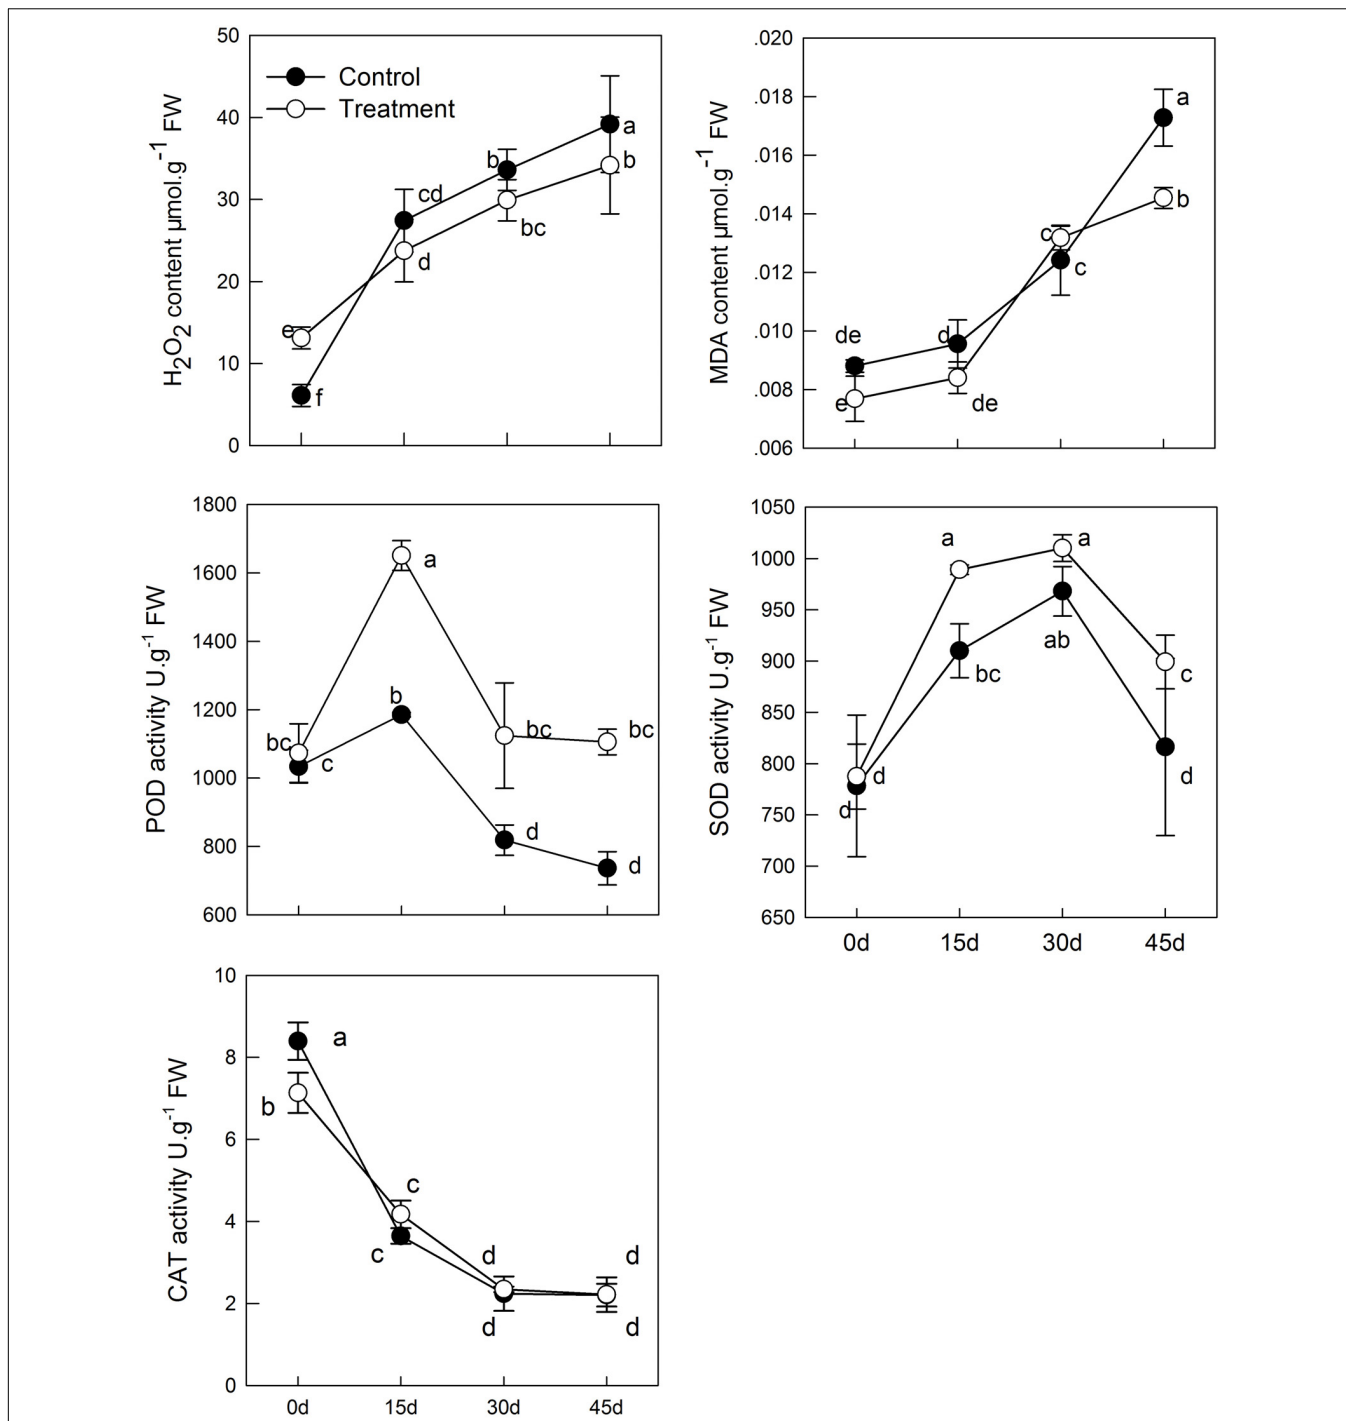 50
40
30
20
10
0
H2O2 content μmol.g-1 FW
Control
Treatment
e
f
cd
d
b
bc
a
b
.020
.018
.016
.014
.012
.010
.008
.006
MDA content μmol.g-1 FW
de
e
d
de
c
c
a
b
1800
1600
1400
1200
1000
800
600
POD activity U.g-1 FW
bc
c
a
b
bc
d
bc
d
1050
1000
950
900
850
800
750
700
650
SOD activity U.g-1 FW
d
d
a
bc
a
ab
c
d
0d 15d 30d 45d
10
8
6
4
2
0
CAT activity U.g-1 FW
a
b
c
c
d
d
d
d
0d 15d 30d 45d